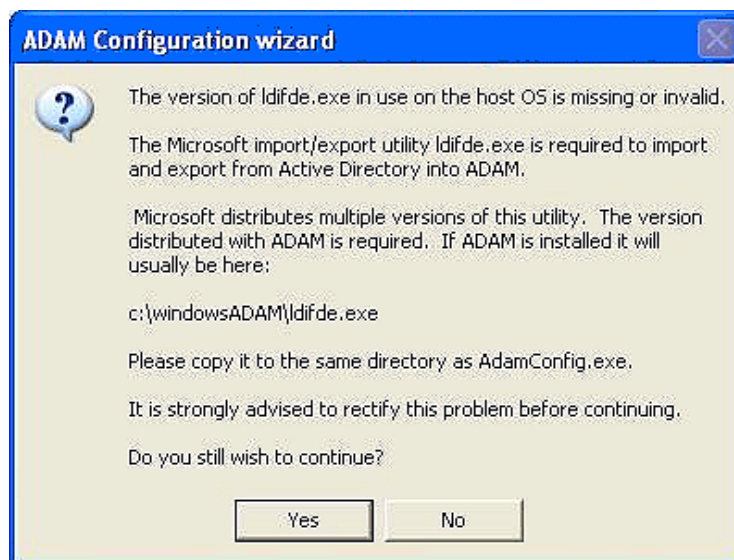 ADAM Configuration wizard
The version of ldifde.exe in use on the host OS is missing or invalid.
The Microsoft import/export utility ldifde.exe is required to import
and export from Active Directory into ADAM.
Microsoft distributes multiple versions of this utility.  The version
distributed with ADAM is required.  If ADAM is installed it will
usually be here:
c:\windowsADAM\ldifde.exe
Please copy it to the same directory as AdamConfig.exe.
It is strongly advised to rectify this problem before continuing.
Do you still wish to continue?
Yes No